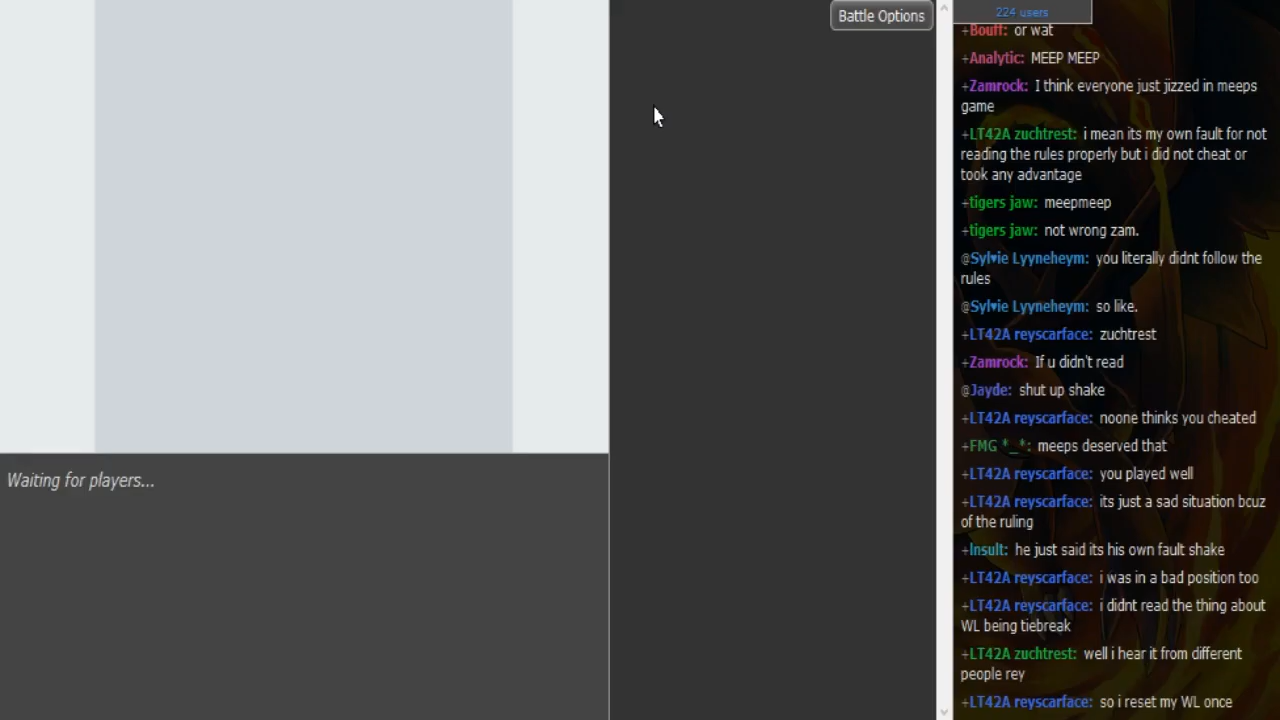 Battle Options
224 users
+Bouff: or wat
+Analytic: MEEP MEEP
+Zamrock: I think everyone just jizzed in meeps
game
+LT42A zuchtrest: i mean its my own fault for not
reading the rules properly but i did not cheat or
took any advantage
+tigers jaw: meepmeep
+tigers jaw: not wrong zam.
@Syl♥ie Lyyneheym: you literally didnt follow the
rules
@Syl♥ie Lyyneheym: so like.
+LT42A reyscarface: zuchtrest
+Zamrock: If u didn't read
@Jayde: shut up shake
+LT42A reyscarface: noone thinks you cheated
+FMG *_*: meeps deserved that
+LT42A reyscarface: you played well
+LT42A reyscarface: its just a sad situation bcuz
of the ruling
+Insult: he just said its his own fault shake
+LT42A reyscarface: i was in a bad position too
+LT42A reyscarface: i didnt read the thing about
WL being tiebreak
+LT42A zuchtrest: well i hear it from different
people rey
+LT42A reyscarface: so i reset my WL once
Waiting for players...